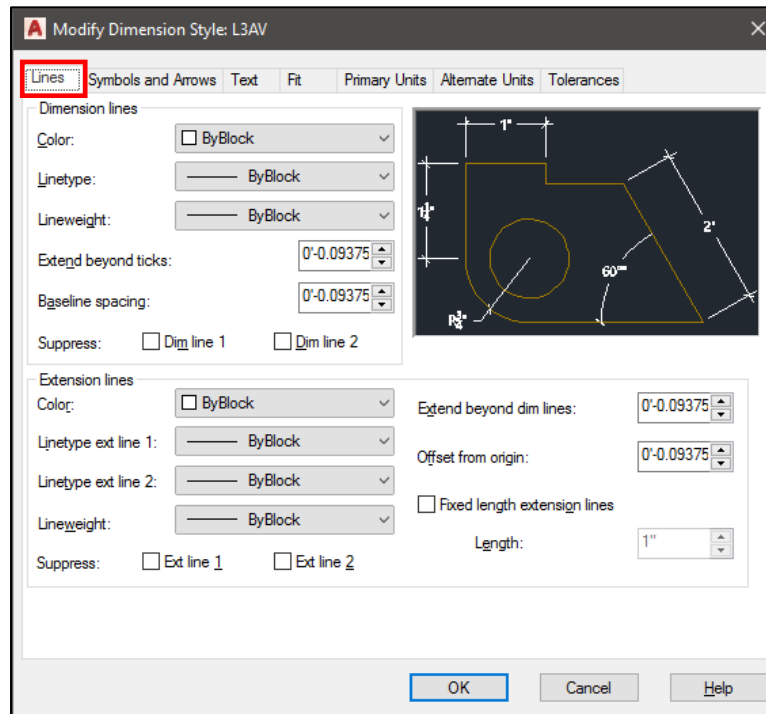 A Modify Dimension Style: L3AV
Lines Symbols and Arrows Text Fit Primary Units Alternate Units Tolerances
Dimension lines
Color: ByBlock
Linetype: ByBlock
Lineweight: ByBlock
Extend beyond ticks: 0'-0.09375
Baseline spacing: 0'-0.09375
Suppress: Dim line 1 Dim line 2
1"
1¼"
2"
60°
R¾"
Extension lines
Color: ByBlock
Linetype ext line 1: ByBlock
Linetype ext line 2: ByBlock
Lineweight: ByBlock
Suppress: Ext line 1 Ext line 2
Extend beyond dim lines: 0'-0.09375
Offset from origin: 0'-0.09375
Fixed length extension lines
Length: 1"
OK Cancel Help